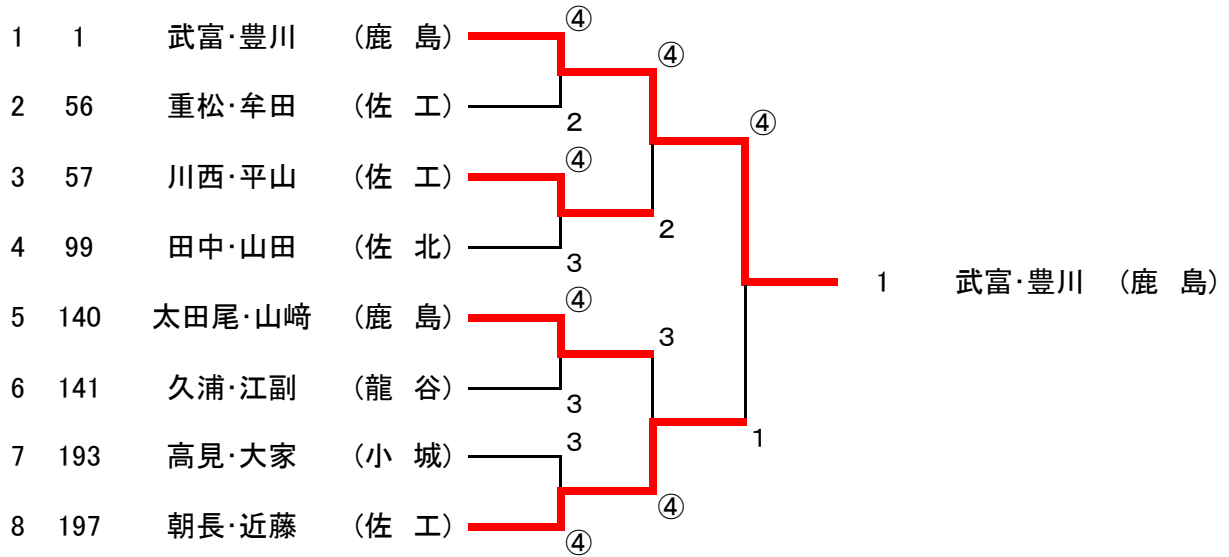 ④
1 1 武富・豊川 (鹿 島)
④
2 56 重松・牟田 (佐 工)
2
④
④
3 57 川西・平山 (佐 工)
2
4 99 田中・山田 (佐 北)
3
1 武富・豊川 (鹿 島)
④
5 140 太田尾・山﨑 (鹿 島)
3
6 141 久浦・江副 (龍 谷)
3
1
3
7 193 高見・大家 (小 城)
④
8 197 朝長・近藤 (佐 工)
④